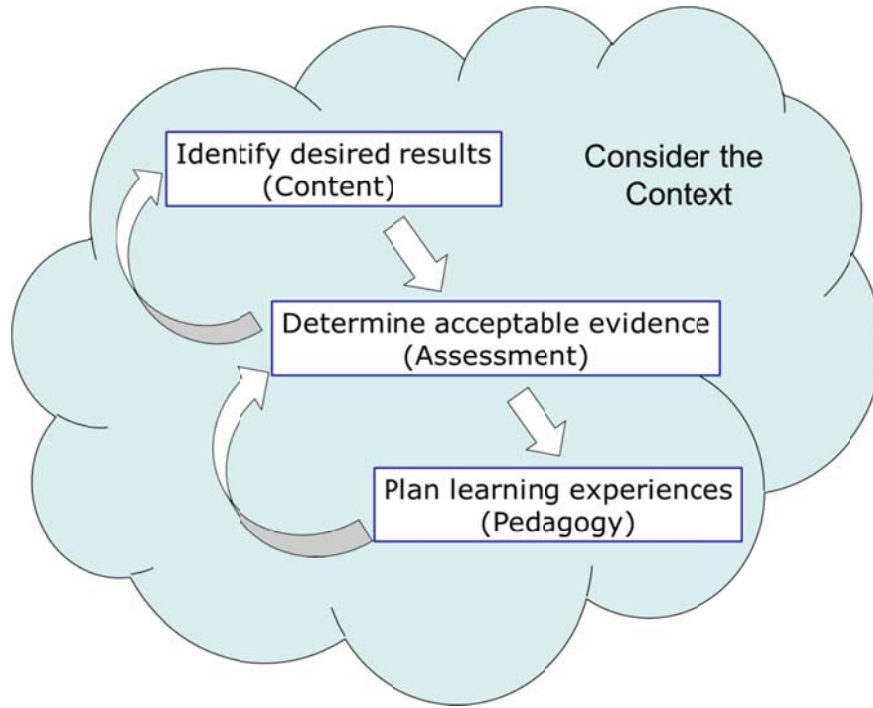 Identify desired results
(Content)
Consider the
Context
Determine acceptable evidence
(Assessment)
Plan learning experiences
(Pedagogy)